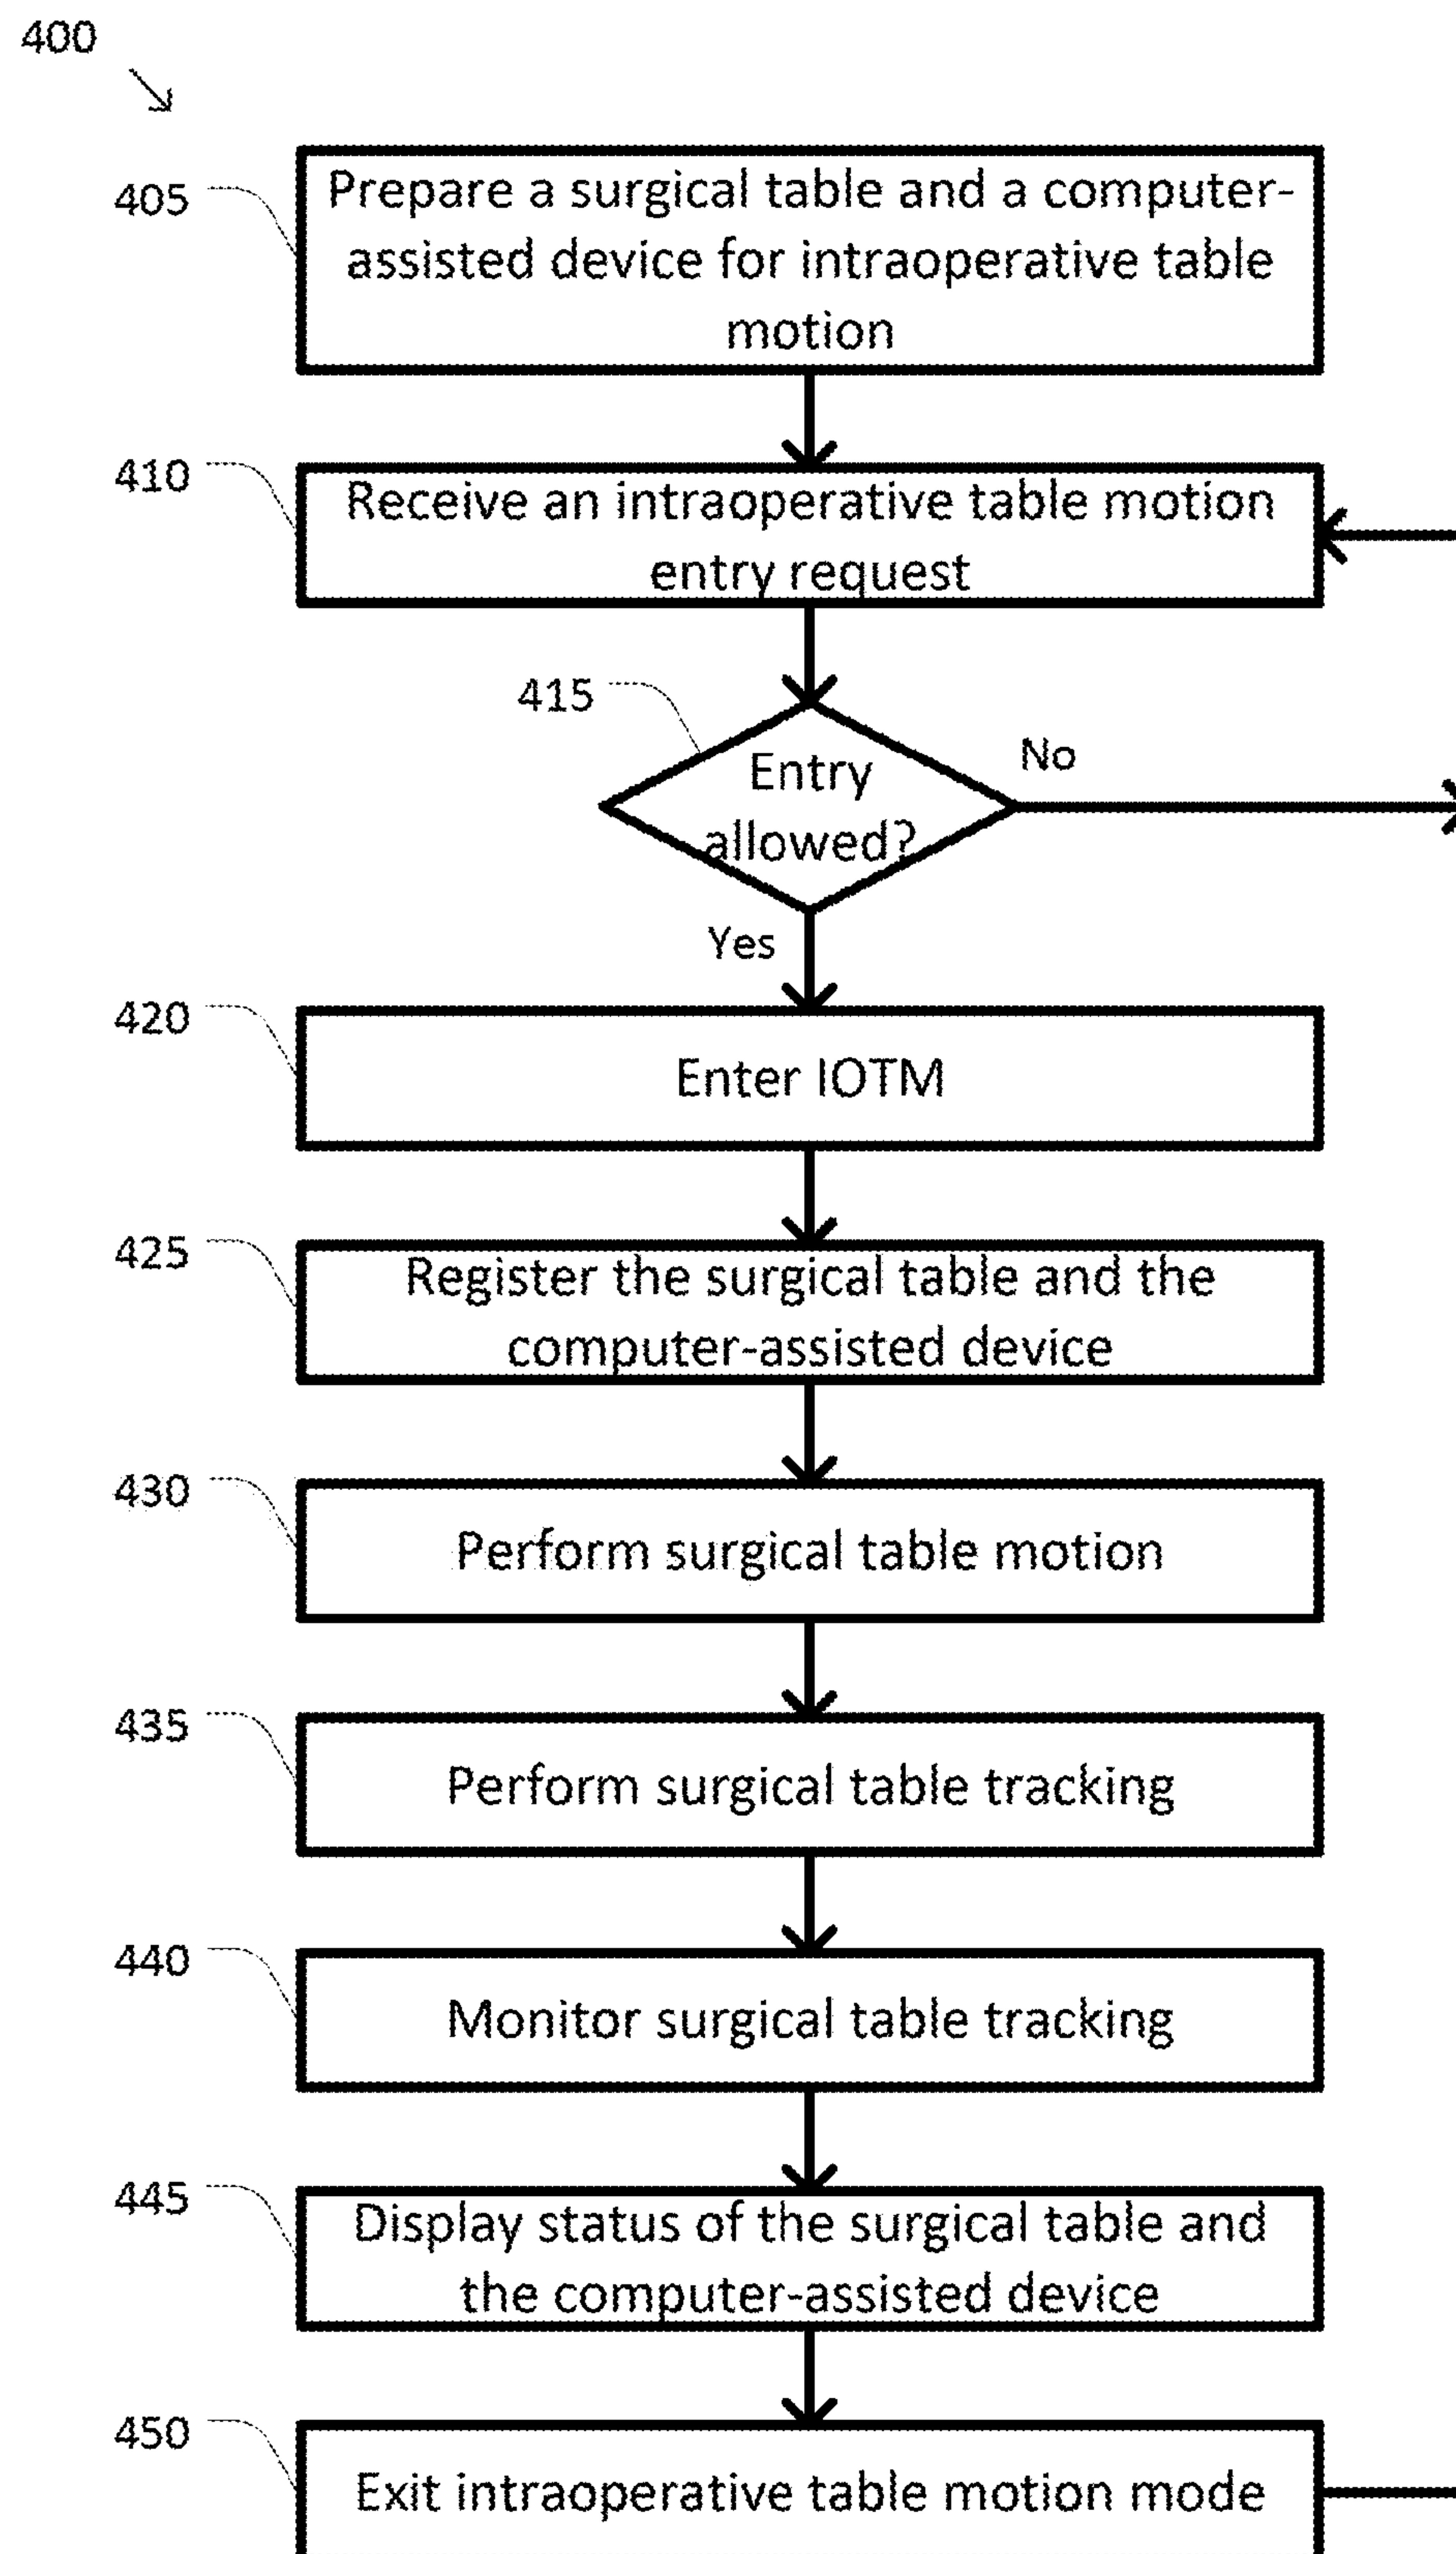 400
405
Prepare a surgical table and a computer-
assisted device for intraoperative table
motion
410
Receive an intraoperative table motion
entry request
415
Entry
allowed?
No
Yes
420
Enter IOTM
425
Register the surgical table and the
computer-assisted device
430
Perform surgical table motion
435
Perform surgical table tracking
440
Monitor surgical table tracking
445
Display status of the surgical table and
the computer-assisted device
450
Exit intraoperative table motion mode